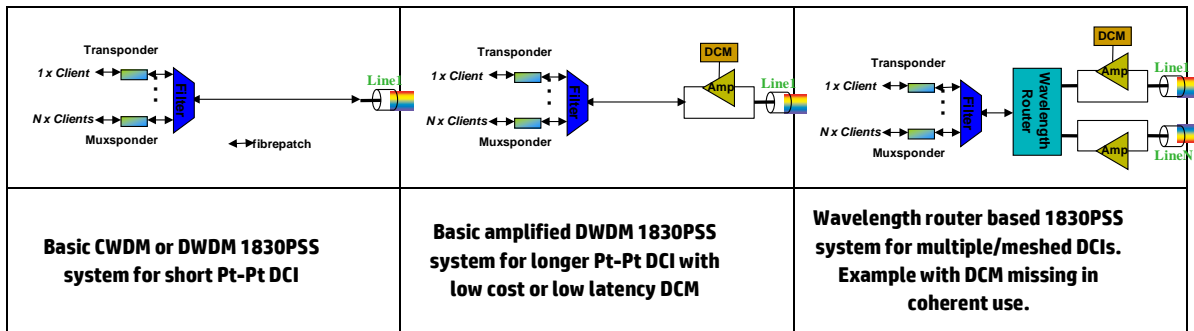 Transponder
1 x Client
N x Clients
Muxsponder
Filter
fibrepatch
Line1
Transponder
1 x Client
N x Clients
Muxsponder
Filter
DCM
Amp
Line1
Transponder
1 x Client
N x Clients
Muxsponder
Filter
Wavelength
Router
DCM
Amp
Line1
Amp
LineN
Basic CWDM or DWDM 1830PSS
system for short Pt-Pt DCI
Basic amplified DWDM 1830PSS
system for longer Pt-Pt DCI with
low cost or low latency DCM
Wavelength router based 1830PSS
system for multiple/meshed DCIs.
Example with DCM missing in
coherent use.